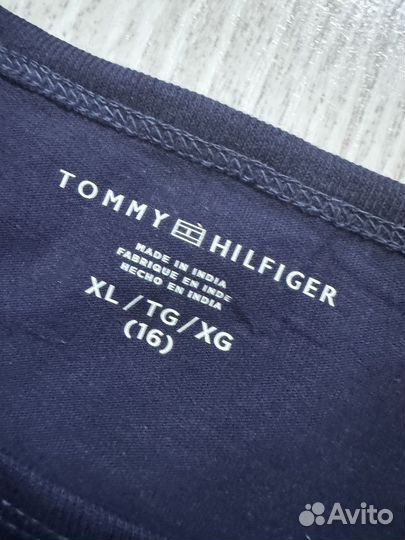 TOMMY HILFIGER
MADE IN INDIA
FABRIQUE EN INDE
HECHO EN INDIA
XL/TG/XG
(16)
Avito